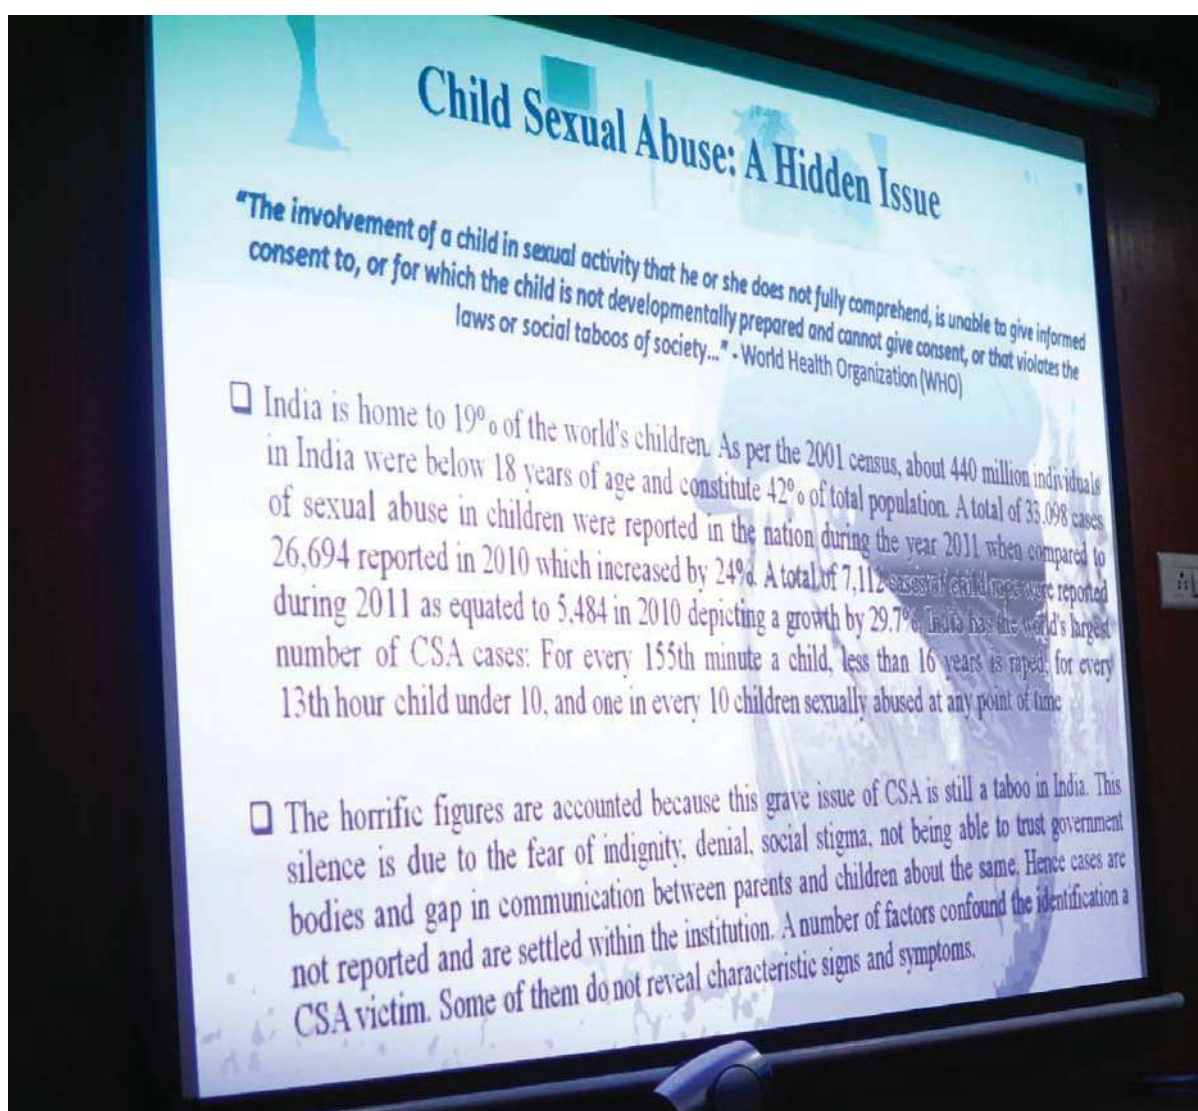 Child Sexual Abuse: A Hidden Issue
“The involvement of a child in sexual activity that he or she does not fully comprehend, is unable to give informed
consent to, or for which the child is not developmentally prepared and cannot give consent, or that violates the
laws or social taboos of society...” - World Health Organization (WHO)
❑ India is home to 19% of the world's children. As per the 2001 census, about 440 million individuals
in India were below 18 years of age and constitute 42% of total population. A total of 33,098 cases
of sexual abuse in children were reported in the nation during the year 2011 when compared to
26,694 reported in 2010 which increased by 24%. A total of 7,112 cases of child rape were reported
during 2011 as equated to 5,484 in 2010 depicting a growth by 29.7%. India has the world's largest
number of CSA cases: For every 155th minute a child, less than 16 years is raped, for every
13th hour child under 10, and one in every 10 children sexually abused at any point of time
❑ The horrific figures are accounted because this grave issue of CSA is still a taboo in India. This
silence is due to the fear of indignity, denial, social stigma, not being able to trust government
bodies and gap in communication between parents and children about the same. Hence cases are
not reported and are settled within the institution. A number of factors confound the identification a
CSA victim. Some of them do not reveal characteristic signs and symptoms.